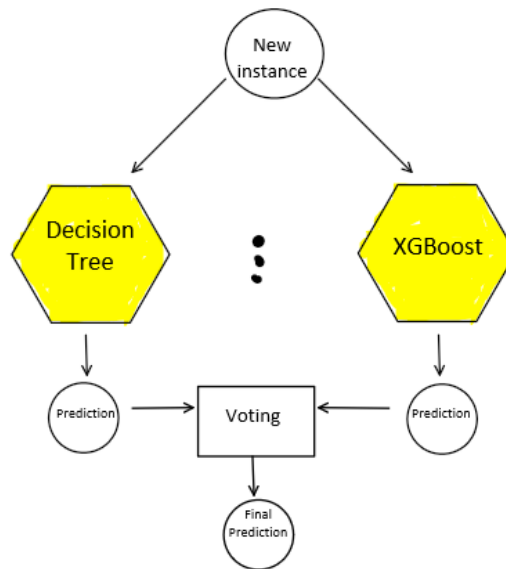 New
instance
Decision
Tree
XGBoost
Prediction
Voting
Prediction
Final
Prediction